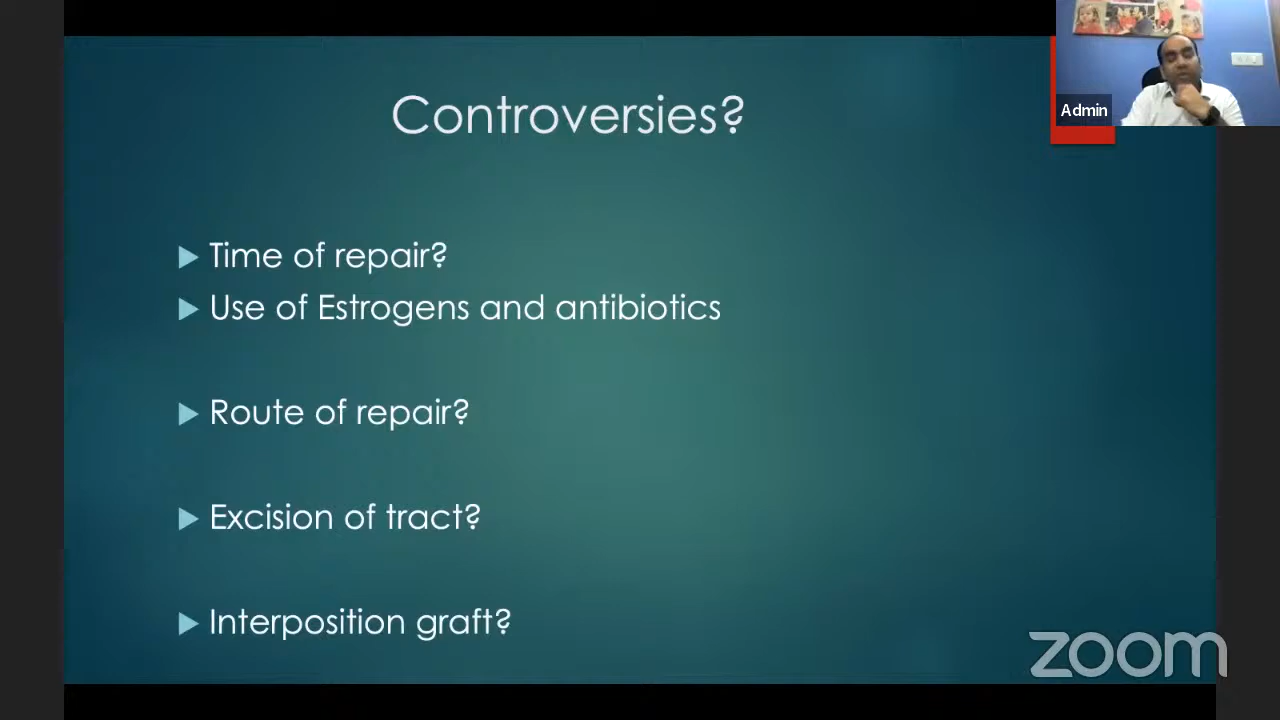 Controversies?
Admin
Time of repair?
Use of Estrogens and antibiotics
Route of repair?
Excision of tract?
Interposition graft?
zoom